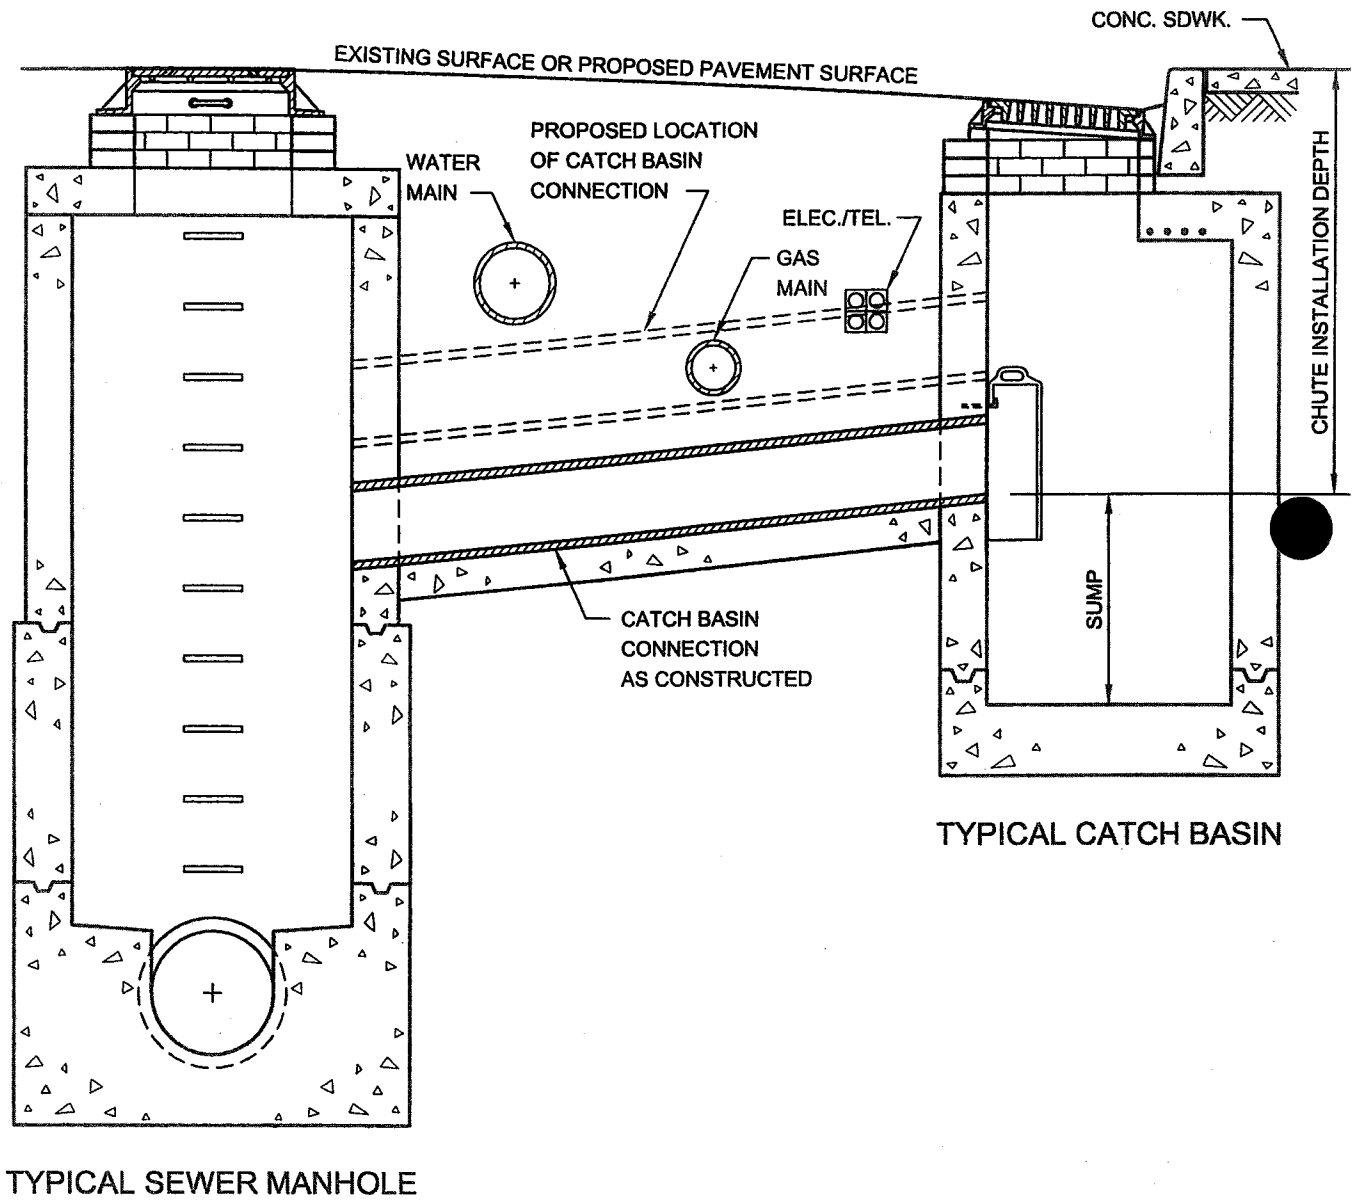 CONC. SDWK.
EXISTING SURFACE OR PROPOSED PAVEMENT SURFACE
PROPOSED LOCATION
OF CATCH BASIN
CONNECTION
WATER
MAIN
ELEC./TEL.
GAS
MAIN
CHUTE INSTALLATION DEPTH
SUMP
CATCH BASIN
CONNECTION
AS CONSTRUCTED
TYPICAL CATCH BASIN
TYPICAL SEWER MANHOLE